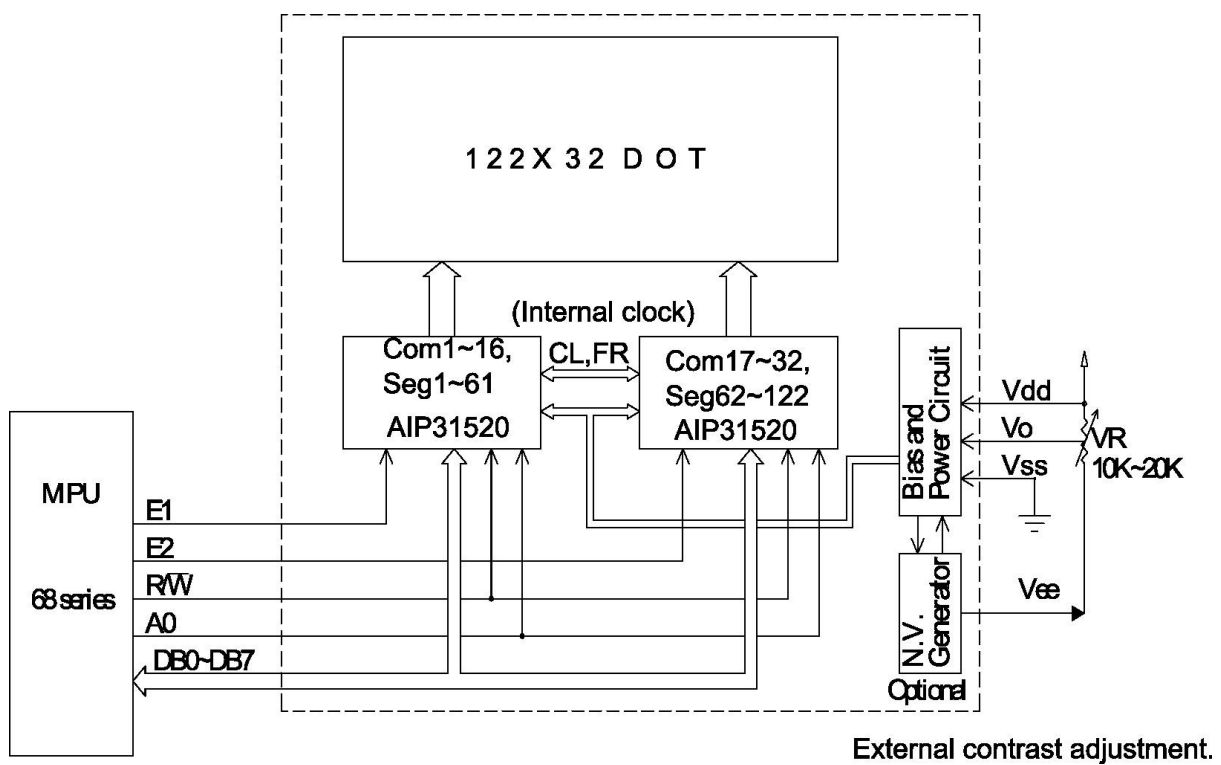 122X32 DOT
(Internal clock)
Com1~16,
Seg1~61
AIP31520
CL,FR
Com17~32,
Seg62~122
AIP31520
Bias and
Power Circuit
Vdd
Vo
Vss
VR
10K~20K
MPU
68 series
E1
E2
R/W̅
A0
DB0~DB7
N.V.
Generator
Optional
Vee
External contrast adjustment.